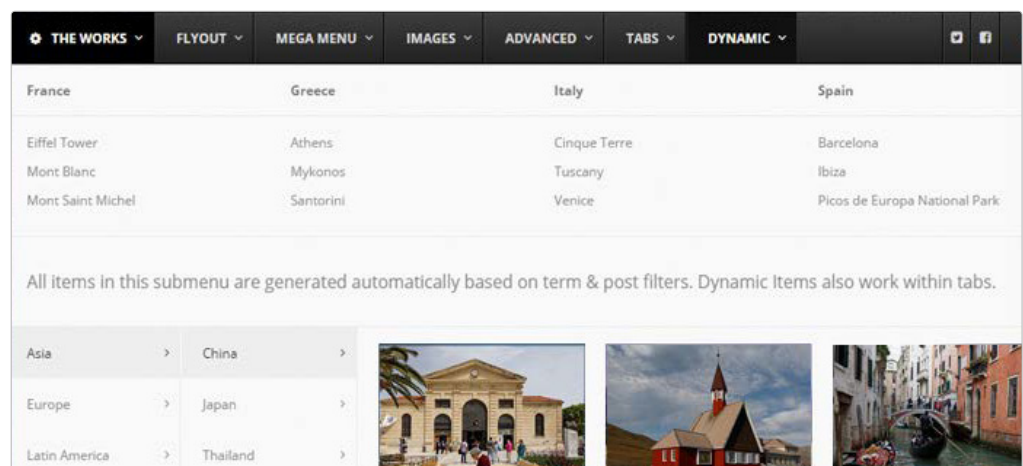 THE WORKS FLYOUT MEGA MENU IMAGES ADVANCED TABS DYNAMIC
France Greece Italy Spain
Eiffel Tower Athens Cinque Terre Barcelona
Mont Blanc Mykonos Tuscany Ibiza
Mont Saint Michel Santorini Venice Picos de Europa National Park
All items in this submenu are generated automatically based on term & post filters. Dynamic Items also work within tabs.
Asia China
Europe Japan
Latin America Thailand